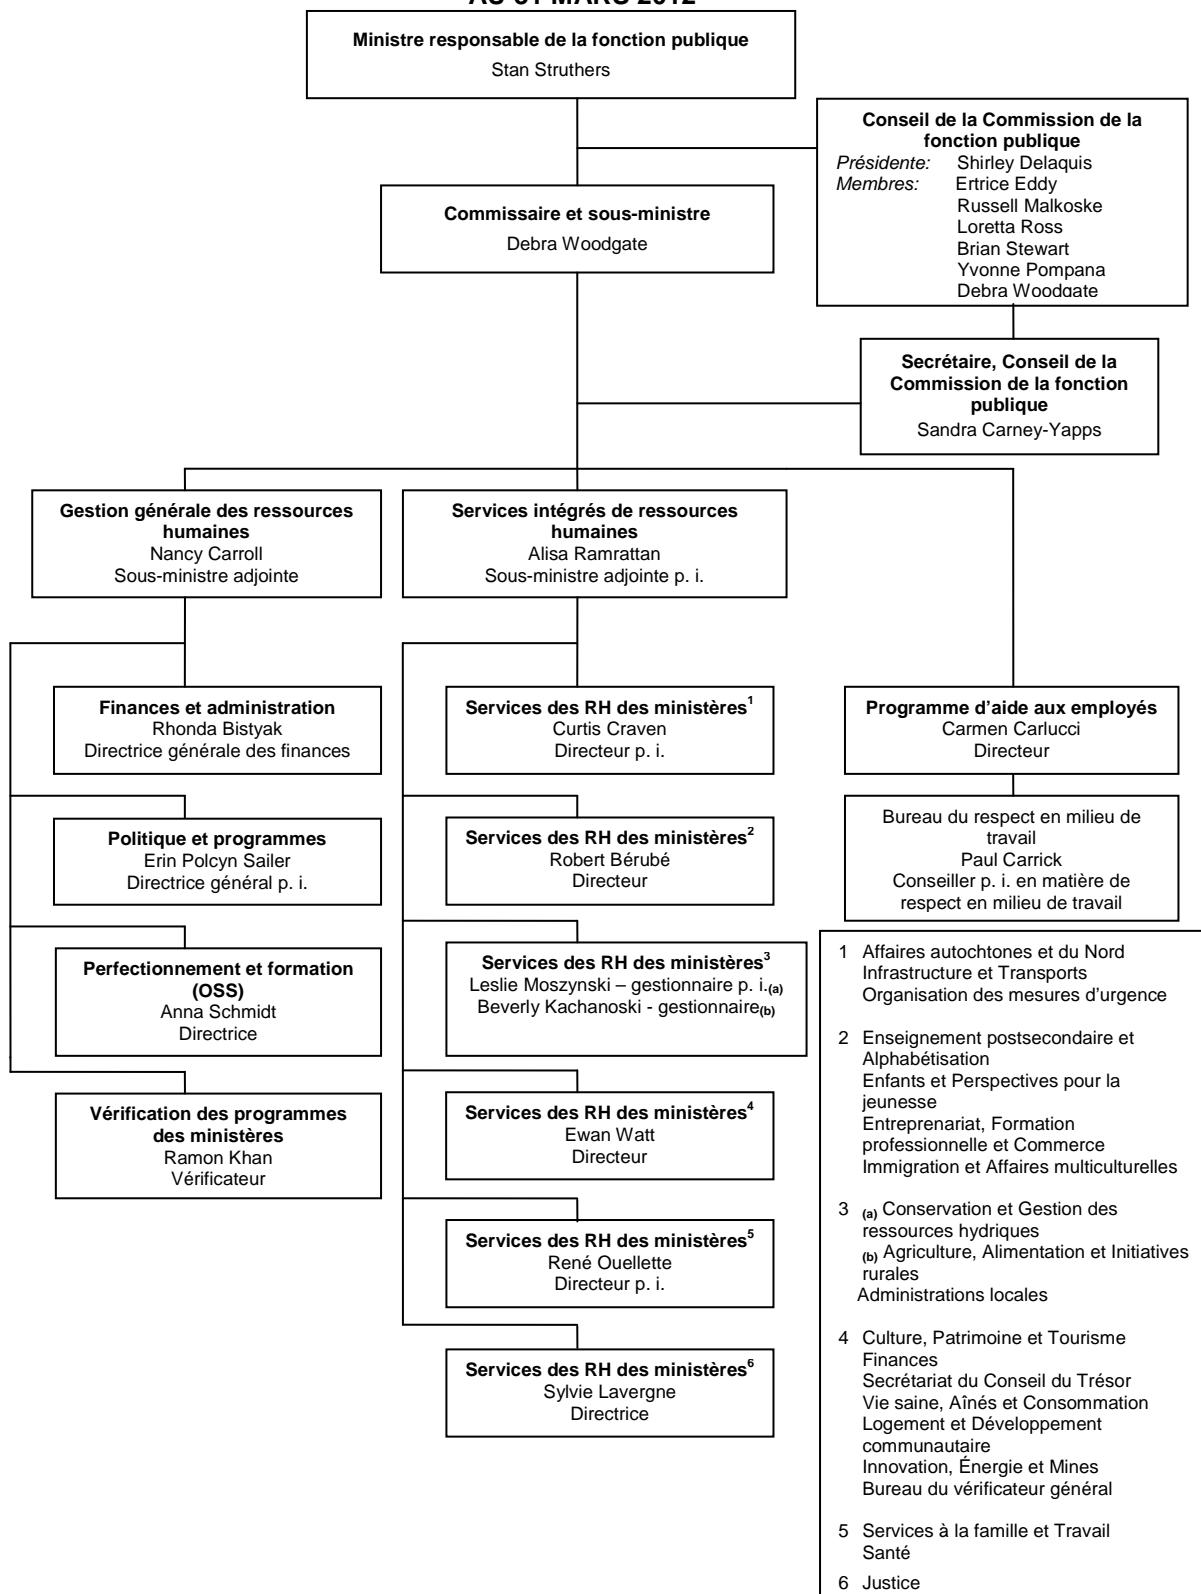 AU 31 MARS 2012
Ministre responsable de la fonction publique
Stan Struthers
Conseil de la Commission de la
fonction publique
Présidente: Shirley Delaquis
Membres: Ertrice Eddy
Russell Malkoske
Loretta Ross
Brian Stewart
Yvonne Pompana
Debra Woodgate
Commissaire et sous-ministre
Debra Woodgate
Secrétaire, Conseil de la
Commission de la fonction
publique
Sandra Carney-Yapps
Gestion générale des ressources
humaines
Nancy Carroll
Sous-ministre adjointe
Services intégrés de ressources
humaines
Alisa Ramrattan
Sous-ministre adjointe p. i.
Finances et administration
Rhonda Bistyak
Directrice générale des finances
Politique et programmes
Erin Polcyn Sailer
Directrice général p. i.
Perfectionnement et formation
(OSS)
Anna Schmidt
Directrice
Vérification des programmes
des ministères
Ramon Khan
Vérificateur
Services des RH des ministères1
Curtis Craven
Directeur p. i.
Services des RH des ministères2
Robert Bérubé
Directeur
Services des RH des ministères3
Leslie Moszynski – gestionnaire p. i.(a)
Beverly Kachanoski - gestionnaire(b)
Services des RH des ministères4
Ewan Watt
Directeur
Services des RH des ministères5
René Ouellette
Directeur p. i.
Services des RH des ministères6
Sylvie Lavergne
Directrice
Programme d'aide aux employés
Carmen Carlucci
Directeur
Bureau du respect en milieu de
travail
Paul Carrick
Conseiller p. i. en matière de
respect en milieu de travail
1 Affaires autochtones et du Nord
Infrastructure et Transports
Organisation des mesures d'urgence
2 Enseignement postsecondaire et
Alphabétisation
Enfants et Perspectives pour la
jeunesse
Entreprenariat, Formation
professionnelle et Commerce
Immigration et Affaires multiculturelles
3 (a) Conservation et Gestion des
ressources hydriques
(b) Agriculture, Alimentation et Initiatives
rurales
Administrations locales
4 Culture, Patrimoine et Tourisme
Finances
Secrétariat du Conseil du Trésor
Vie saine, Aînés et Consommation
Logement et Développement
communautaire
Innovation, Énergie et Mines
Bureau du vérificateur général
5 Services à la famille et Travail
Santé
6 Justice